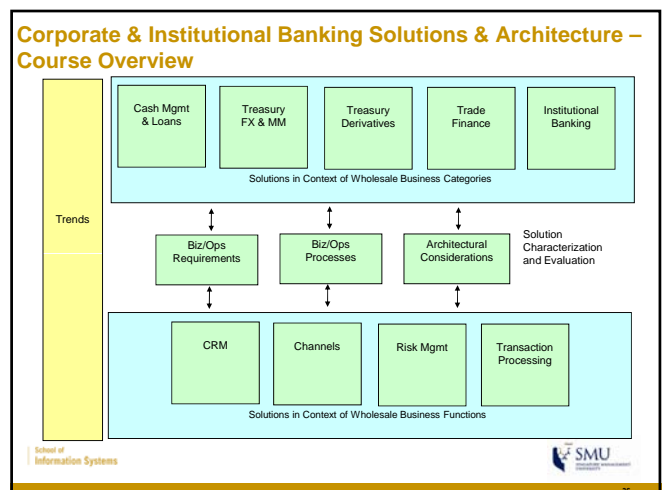 Corporate & Institutional Banking Solutions & Architecture –
Course Overview
Trends
Cash Mgmt
& Loans
Treasury
FX & MM
Treasury
Derivatives
Trade
Finance
Institutional
Banking
Solutions in Context of Wholesale Business Categories
Biz/Ops
Requirements
Biz/Ops
Processes
Architectural
Considerations
Solution
Characterization
and Evaluation
CRM
Channels
Risk Mgmt
Transaction
Processing
Solutions in Context of Wholesale Business Functions
School of
Information Systems
SMU
SINGAPORE MANAGEMENT
UNIVERSITY